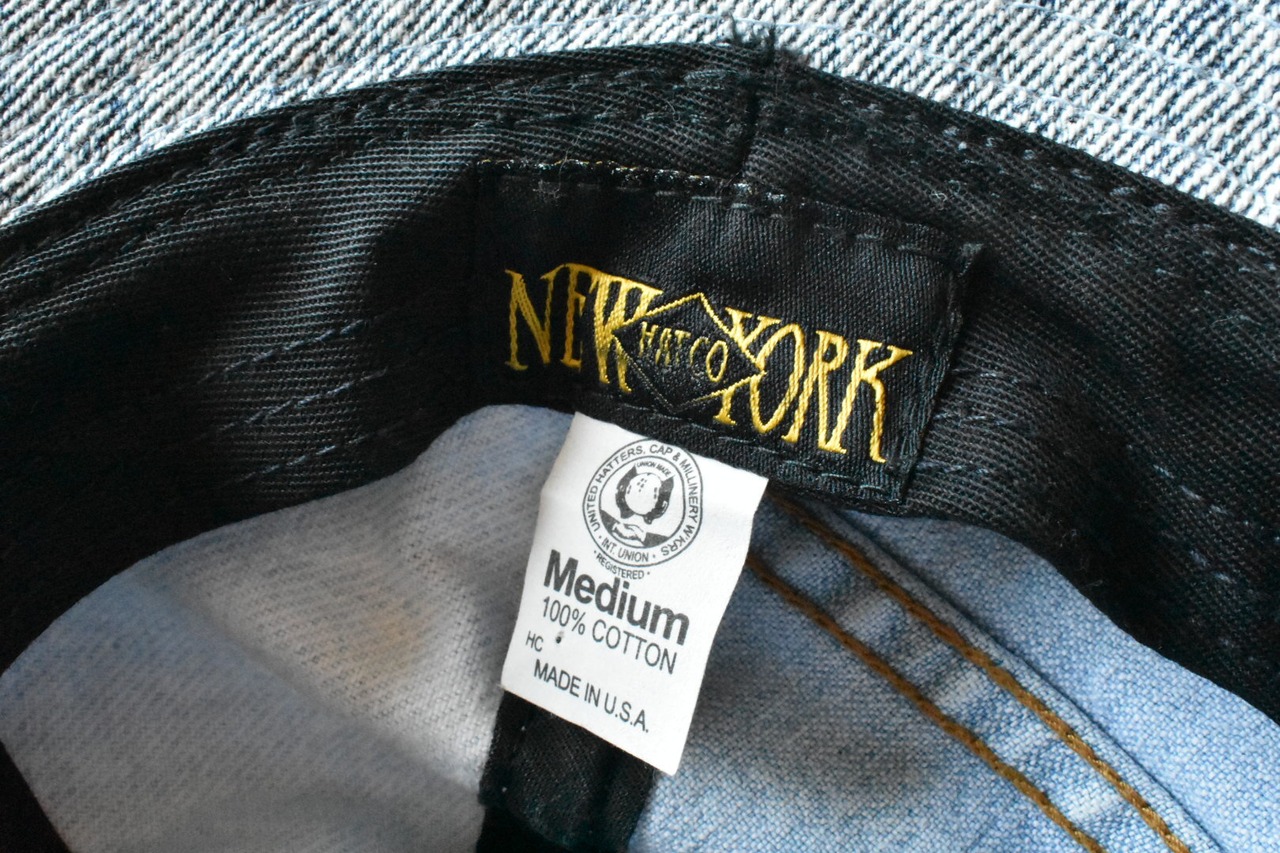 NEW YORK
HAT CO
UNITED HATTERS, CAP & MILLINERY W'KRS
UNION MADE
INT. UNION
REGISTERED
Medium
100% COTTON
HC
MADE IN U.S.A.